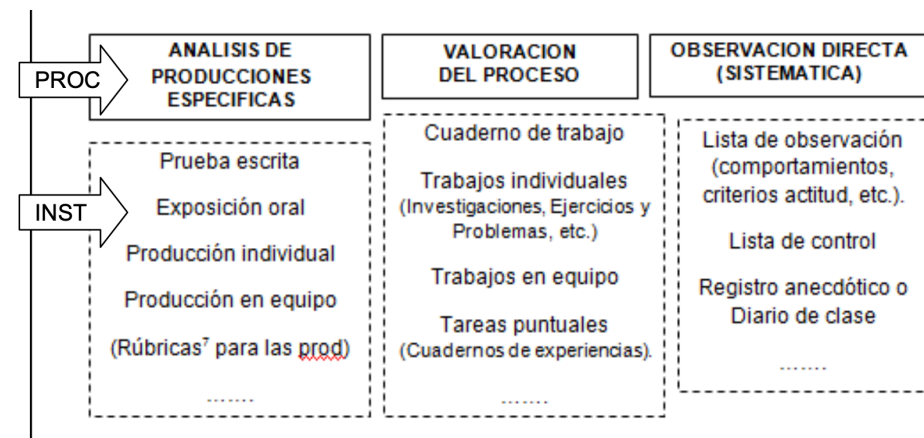 PROC
ANALISIS DE
PRODUCCIONES
ESPECIFICAS
VALORACION
DEL PROCESO
OBSERVACION DIRECTA
(SISTEMATICA)
INST
Prueba escrita
Exposición oral
Producción individual
Producción en equipo
(Rúbricas⁷ para las prod)
…….
Cuaderno de trabajo
Trabajos individuales
(Investigaciones, Ejercicios y
Problemas, etc.)
Trabajos en equipo
Tareas puntuales
(Cuadernos de experiencias).
…….
Lista de observación
(comportamientos,
criterios actitud, etc.).
Lista de control
Registro anecdótico o
Diario de clase
…….